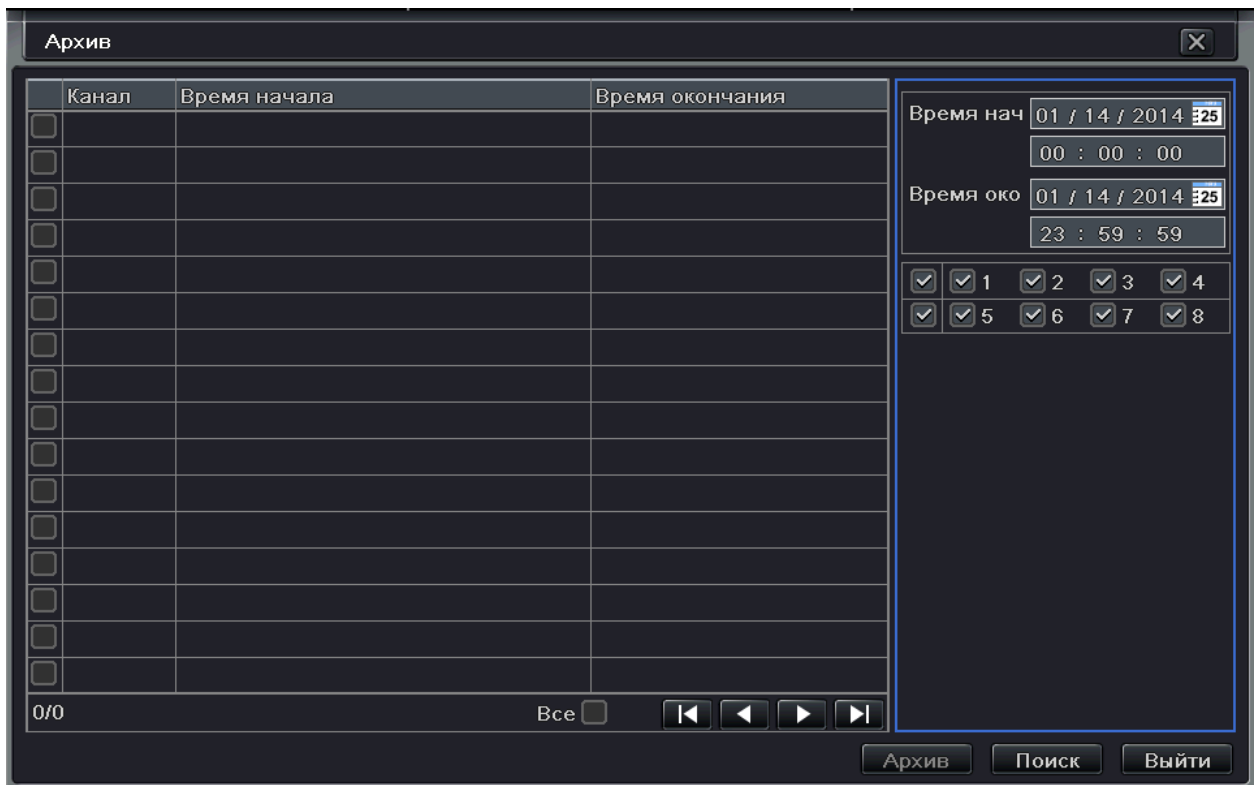 Архив
Канал Время начала Время окончания
Время нач 01 / 14 / 2014 25
00 : 00 : 00
Время око 01 / 14 / 2014 25
23 : 59 : 59
1 2 3 4
5 6 7 8
0/0 Все
Архив Поиск Выйти